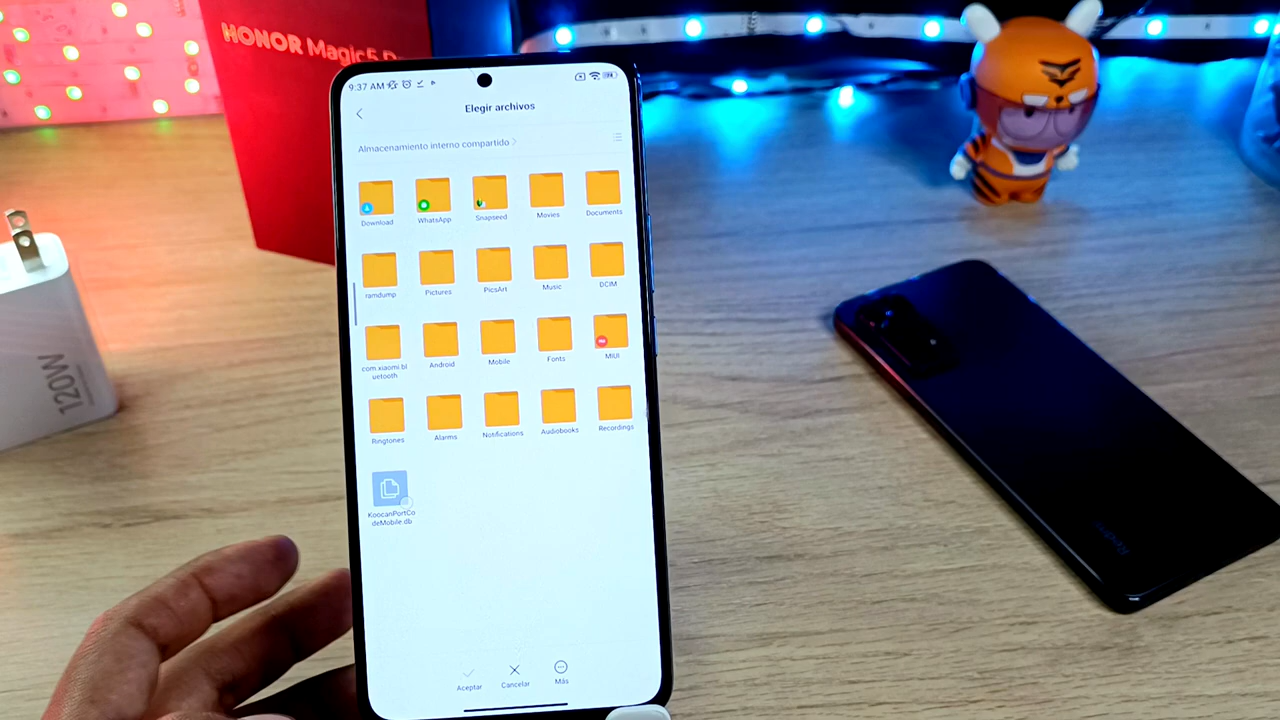 HONOR Magic5
9:37 AM
Elegir archivos
Almacenamiento interno compartido
Download
WhatsApp
Snapseed
Movies
Documents
ramdump
Pictures
PicsArt
Music
DCIM
com.xiaomi.bl
uetooth
Android
Mobile
Fonts
MIUI
Ringtones
Alarms
Notifications
Audiobooks
Recordings
KoocanPortCo
deMobile.db
Aceptar
Cancelar
Más
120W
Redmi